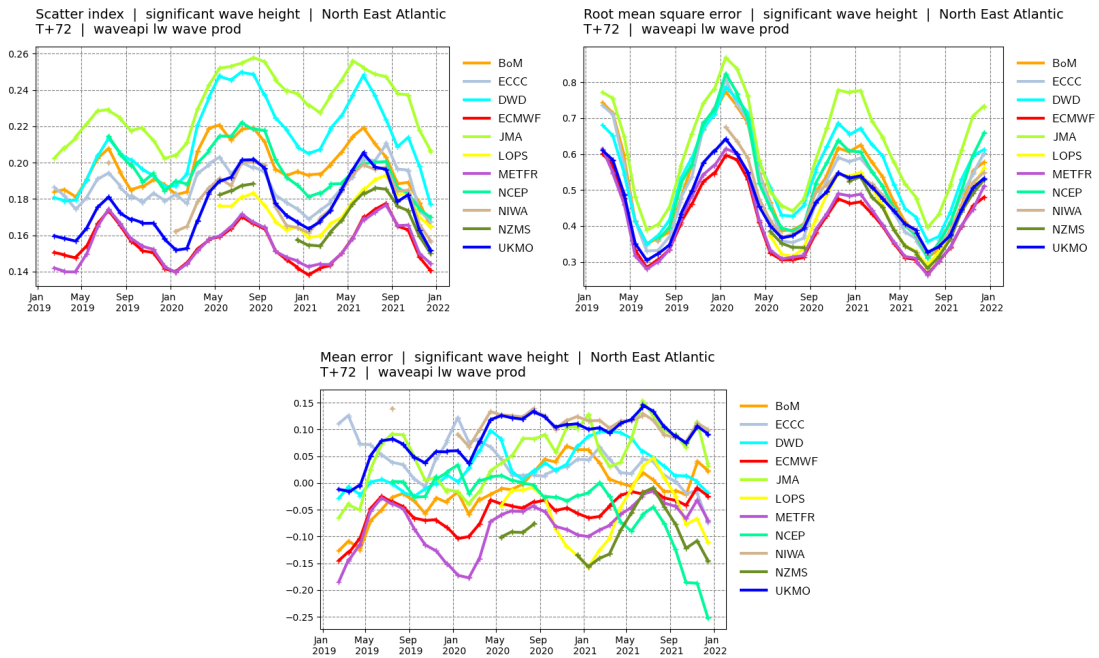 Scatter index | significant wave height | North East Atlantic
T+72 | waveapi lw wave prod
0.26
0.24
0.22
0.20
0.18
0.16
0.14
Jan 2019
May 2019
Sep 2019
Jan 2020
May 2020
Sep 2020
Jan 2021
May 2021
Sep 2021
Jan 2022
BoM
ECCC
DWD
ECMWF
JMA
LOPS
METFR
NCEP
NIWA
NZMS
UKMO
Root mean square error | significant wave height | North East Atlantic
T+72 | waveapi lw wave prod
0.8
0.7
0.6
0.5
0.4
0.3
Jan 2019
May 2019
Sep 2019
Jan 2020
May 2020
Sep 2020
Jan 2021
May 2021
Sep 2021
Jan 2022
BoM
ECCC
DWD
ECMWF
JMA
LOPS
METFR
NCEP
NIWA
NZMS
UKMO
Mean error | significant wave height | North East Atlantic
T+72 | waveapi lw wave prod
0.15
0.10
0.05
0.00
−0.05
−0.10
−0.15
−0.20
−0.25
Jan 2019
May 2019
Sep 2019
Jan 2020
May 2020
Sep 2020
Jan 2021
May 2021
Sep 2021
Jan 2022
BoM
ECCC
DWD
ECMWF
JMA
LOPS
METFR
NCEP
NIWA
NZMS
UKMO